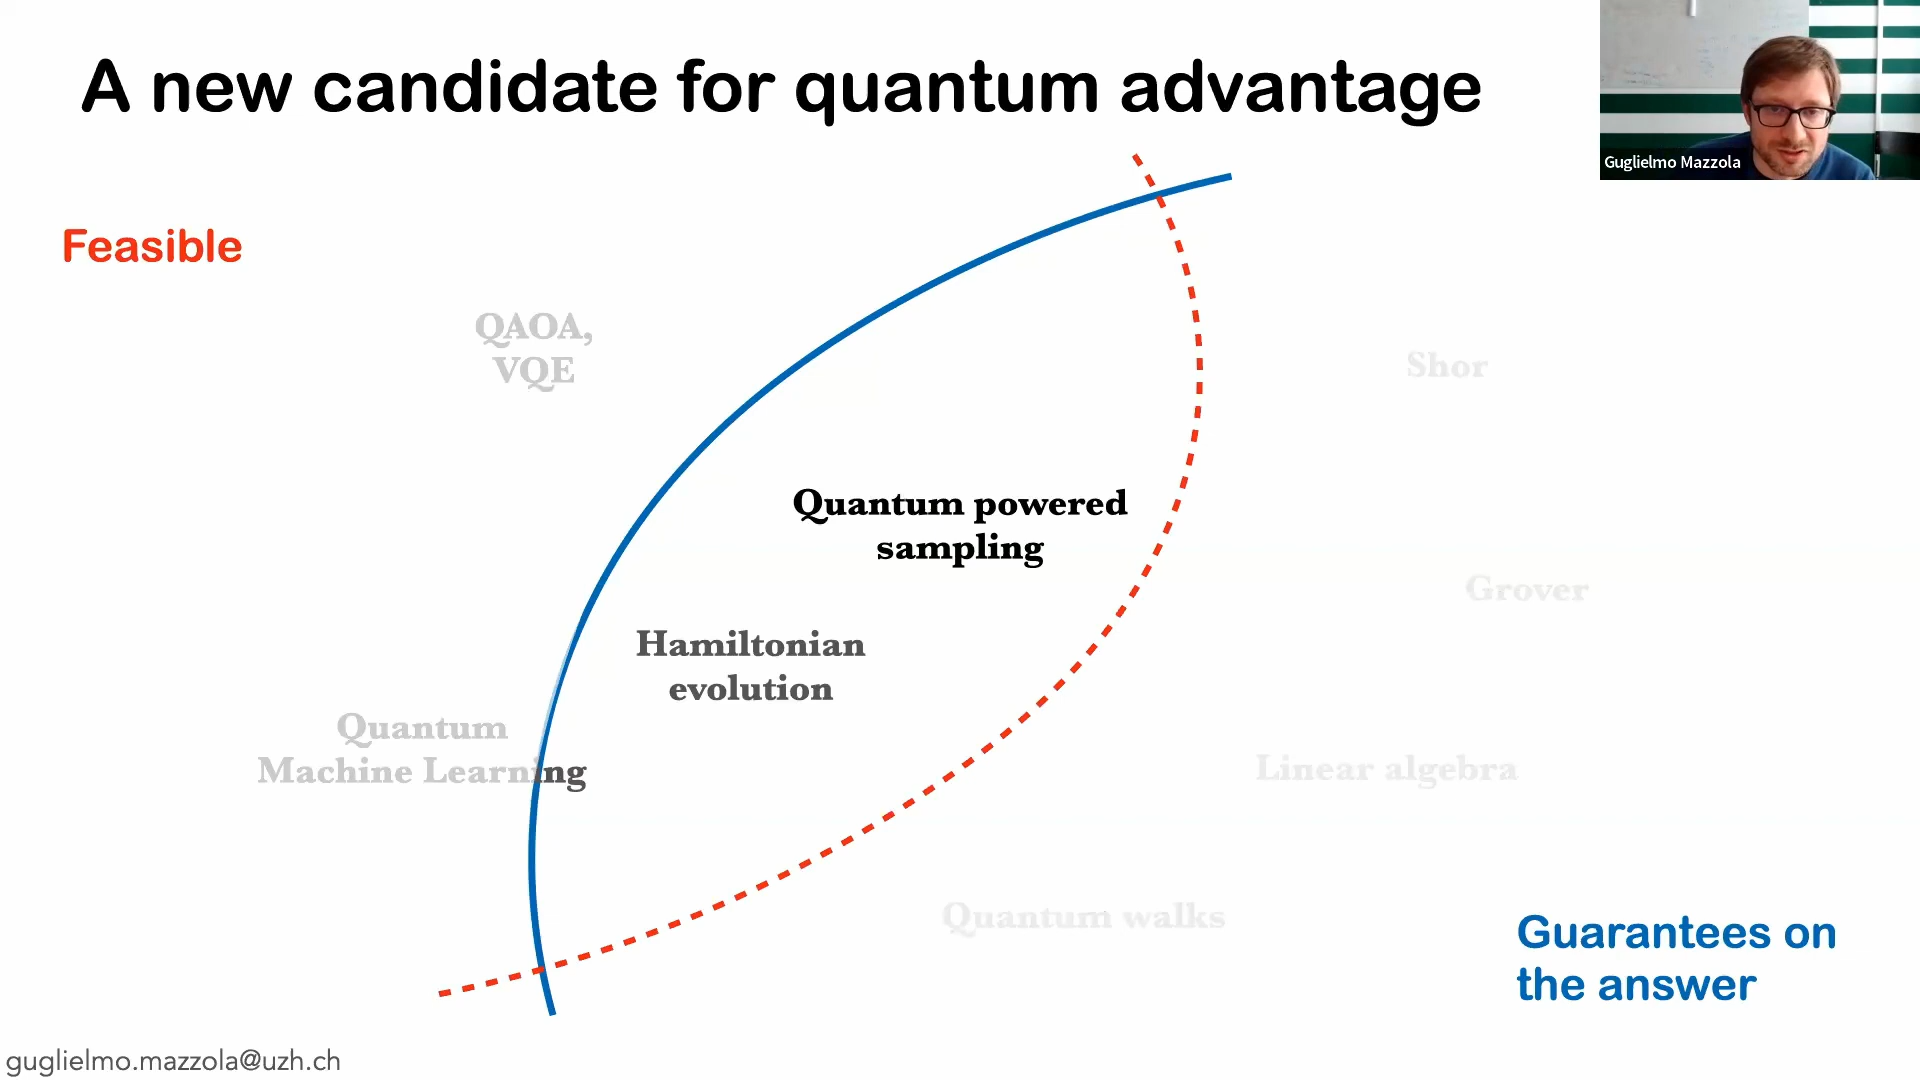 A new candidate for quantum advantage
Guglielmo Mazzola
Feasible
QAOA,
VQE
Shor
Quantum powered
sampling
Grover
Hamiltonian
evolution
Quantum
Machine Learning
Linear algebra
Quantum walks
Guarantees on
the answer
guglielmo.mazzola@uzh.ch